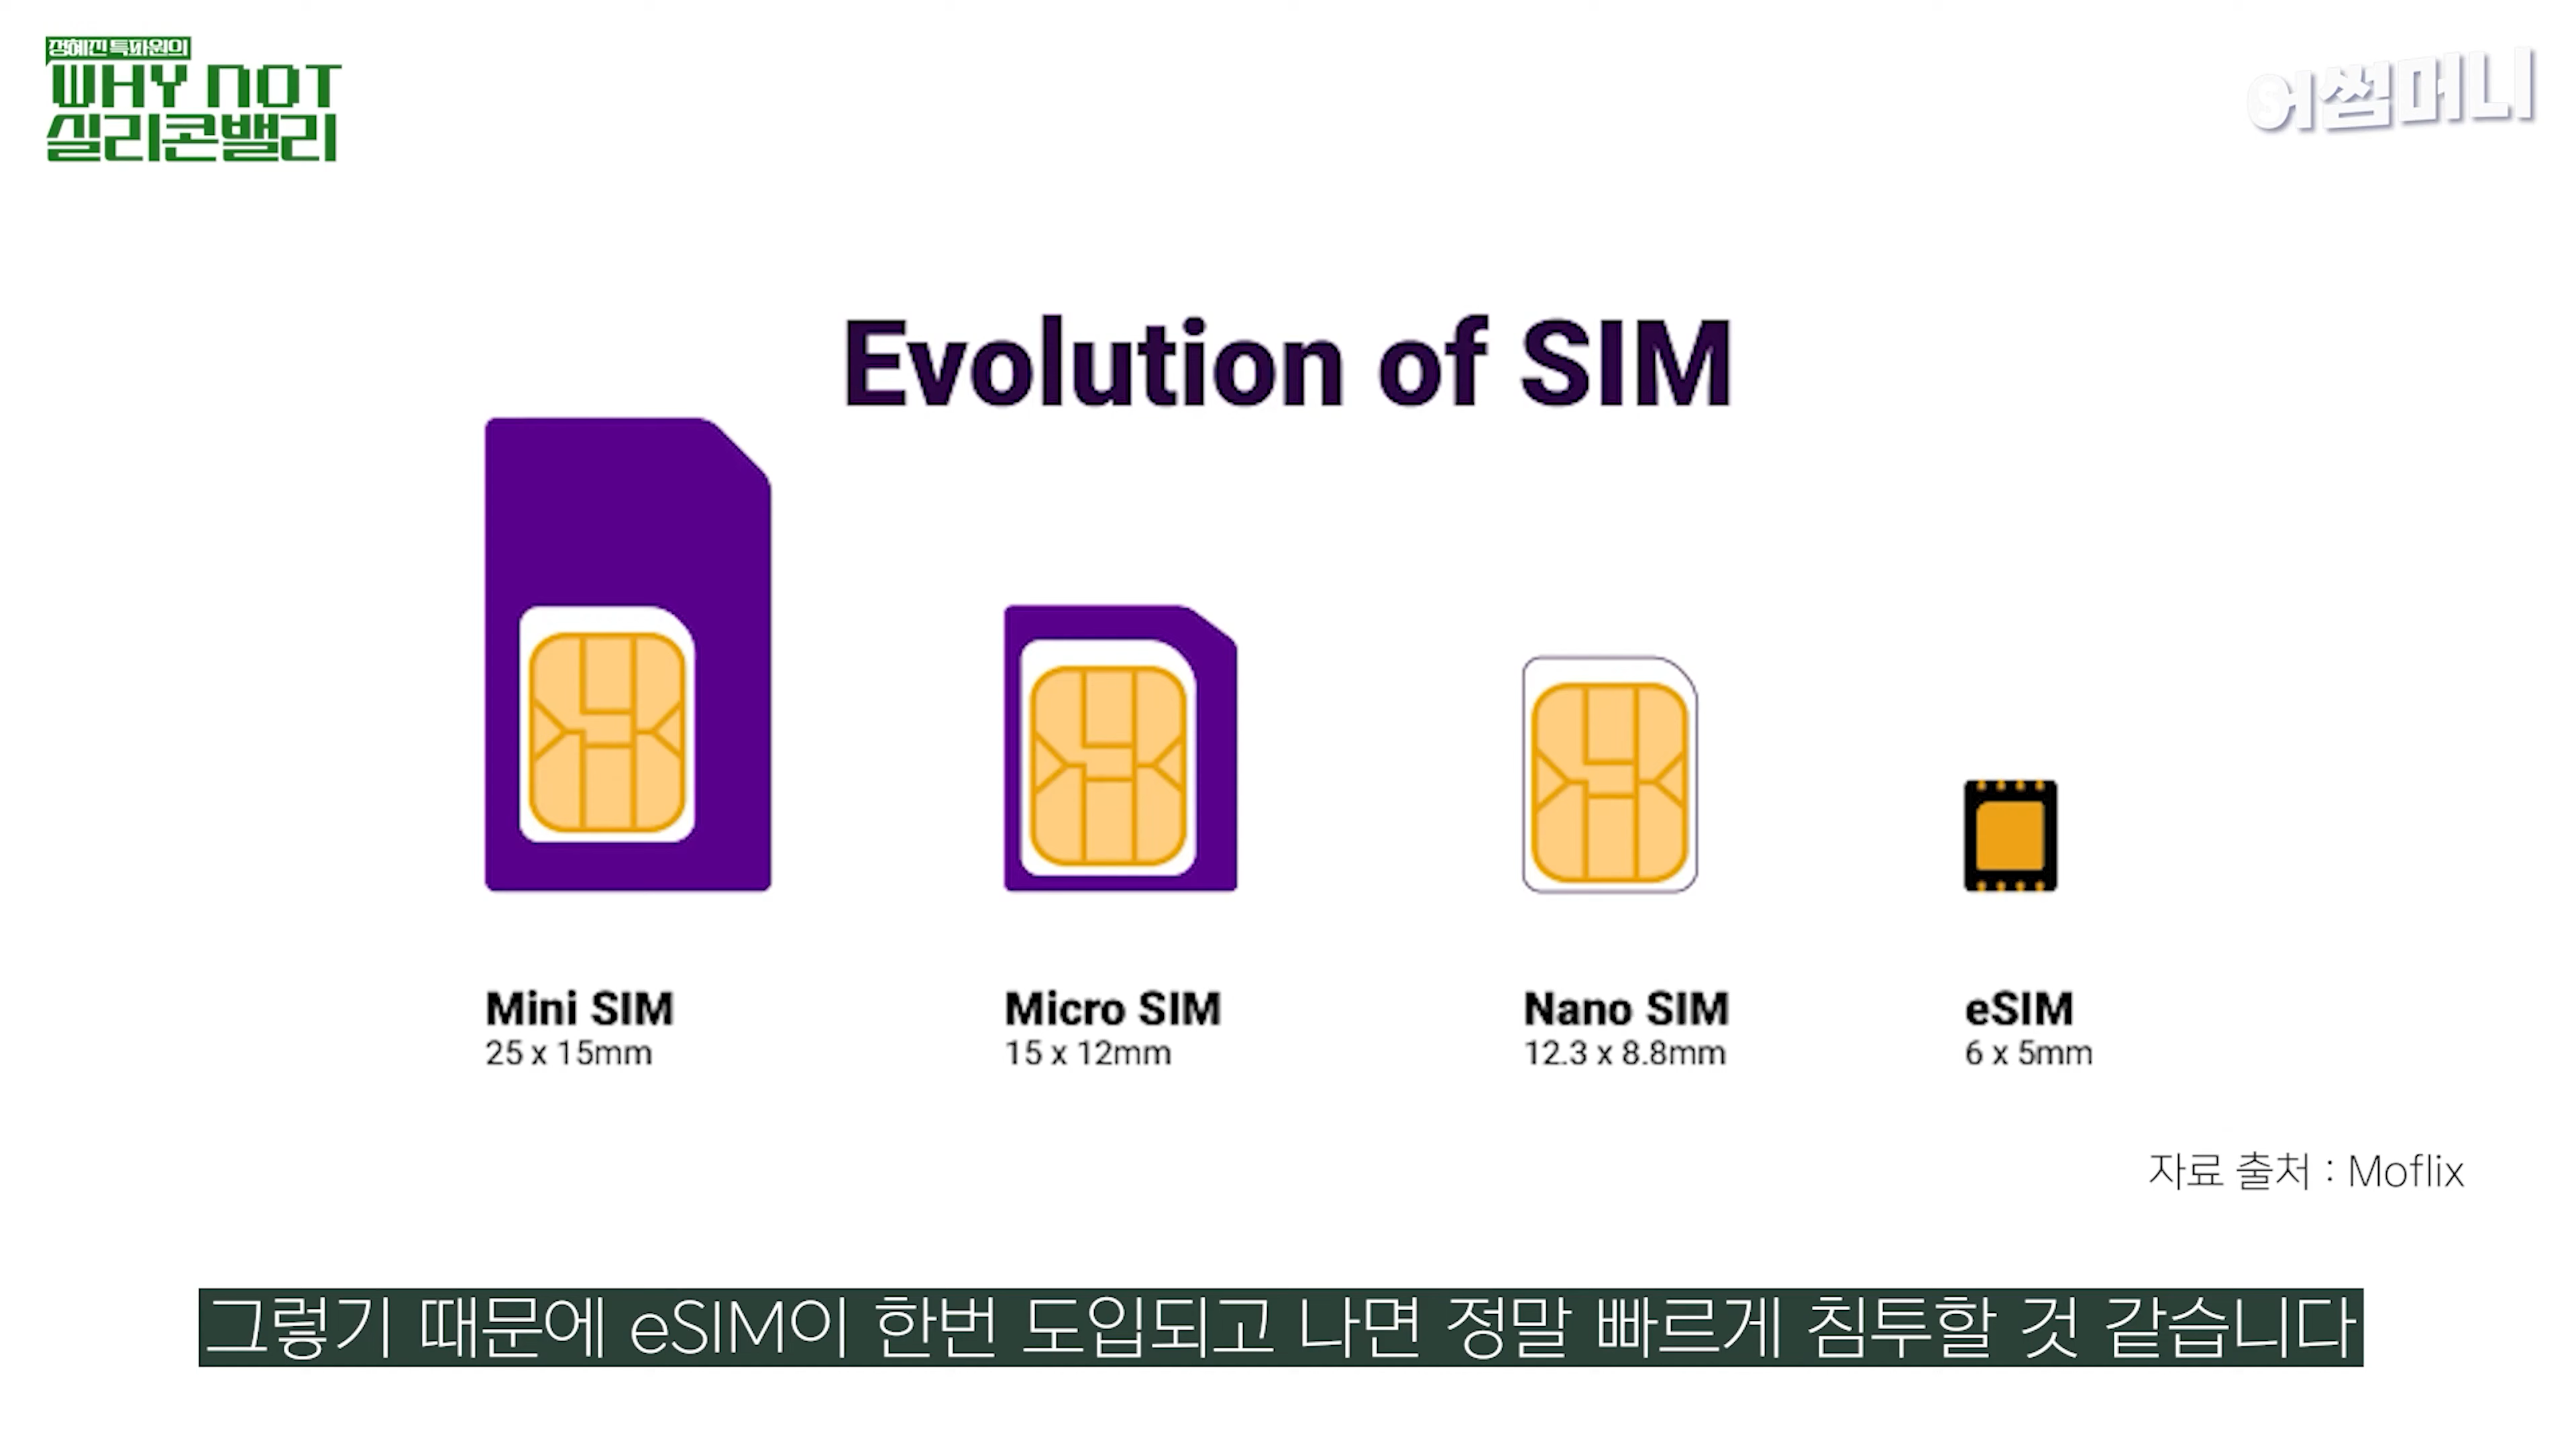 정혜진 특파원의
WHY NOT
실리콘밸리
어썸머니
Evolution of SIM
Mini SIM
25 x 15mm
Micro SIM
15 x 12mm
Nano SIM
12.3 x 8.8mm
eSIM
6 x 5mm
자료 출처 : Moflix
그렇기 때문에 eSIM이 한번 도입되고 나면 정말 빠르게 침투할 것 같습니다